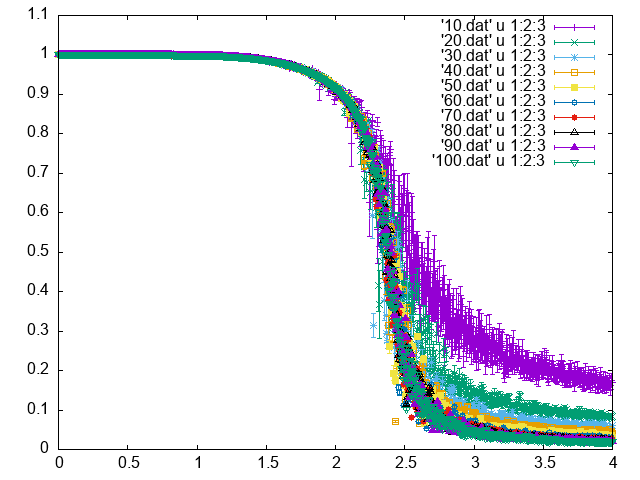 1.1
1
0.9
0.8
0.7
0.6
0.5
0.4
0.3
0.2
0.1
0
0 0.5 1 1.5 2 2.5 3 3.5 4
'10.dat' u 1:2:3
'20.dat' u 1:2:3
'30.dat' u 1:2:3
'40.dat' u 1:2:3
'50.dat' u 1:2:3
'60.dat' u 1:2:3
'70.dat' u 1:2:3
'80.dat' u 1:2:3
'90.dat' u 1:2:3
'100.dat' u 1:2:3